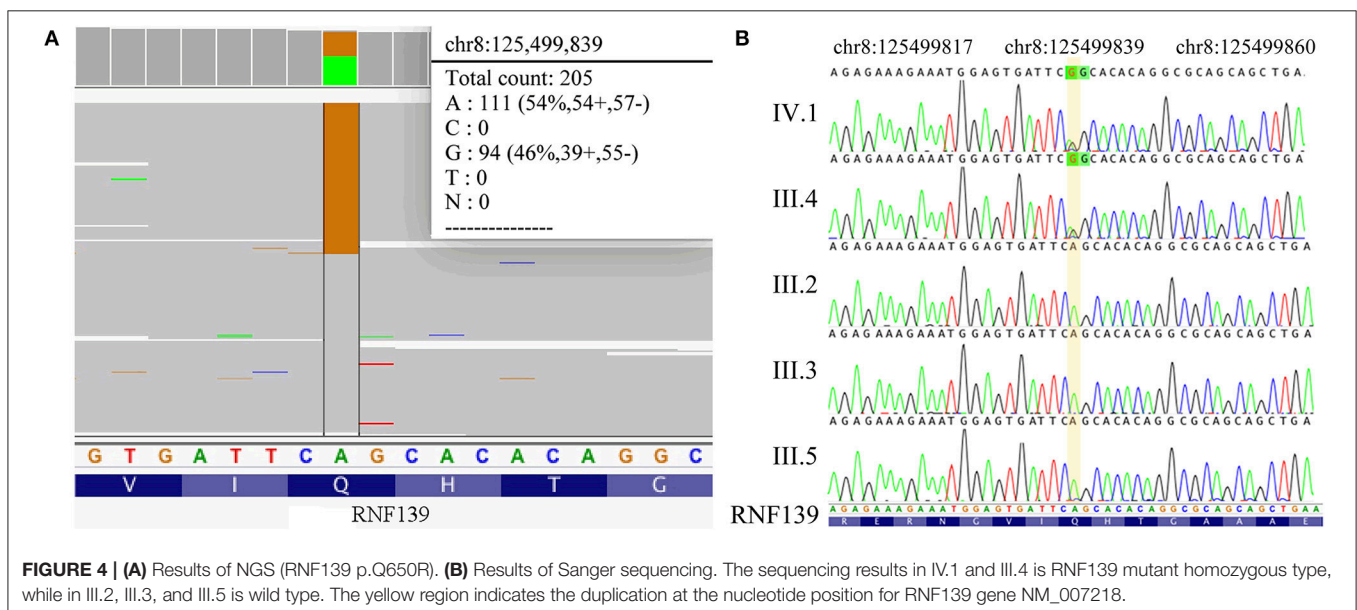 A
chr8:125,499,839
Total count: 205
A : 111 (54%,54+,57-)
C : 0
G : 94 (46%,39+,55-)
T : 0
N : 0
---------------
G T G A T T C A G C A C A C A G G C
V I Q H T G
RNF139
B
chr8:125499817 chr8:125499839 chr8:125499860
A G A G A A A G A A A T G G A G T G A T T C G G C A C A C A G G C G C A G C A G C T G A
IV.1
A G A G A A A G A A A T G G A G T G A T T C G G C A C A C A G G C G C A G C A G C T G A
III.4
A G A G A A A G A A A T G G A G T G A T T C A G C A C A C A G G C G C A G C A G C T G A
III.2
A G A G A A A G A A A T G G A G T G A T T C A G C A C A C A G G C G C A G C A G C T G A
III.3
A G A G A A A G A A A T G G A G T G A T T C A G C A C A C A G G C G C A G C A G C T G A
III.5
A G A G A A A G A A A T G G A G T G A T T C A G C A C A C A G G C G C A G C A G C T G A A
RNF139 R E R N G V I Q H T G A A A E
FIGURE 4 | (A) Results of NGS (RNF139 p.Q650R). (B) Results of Sanger sequencing. The sequencing results in IV.1 and III.4 is RNF139 mutant homozygous type,
while in III.2, III.3, and III.5 is wild type. The yellow region indicates the duplication at the nucleotide position for RNF139 gene NM_007218.